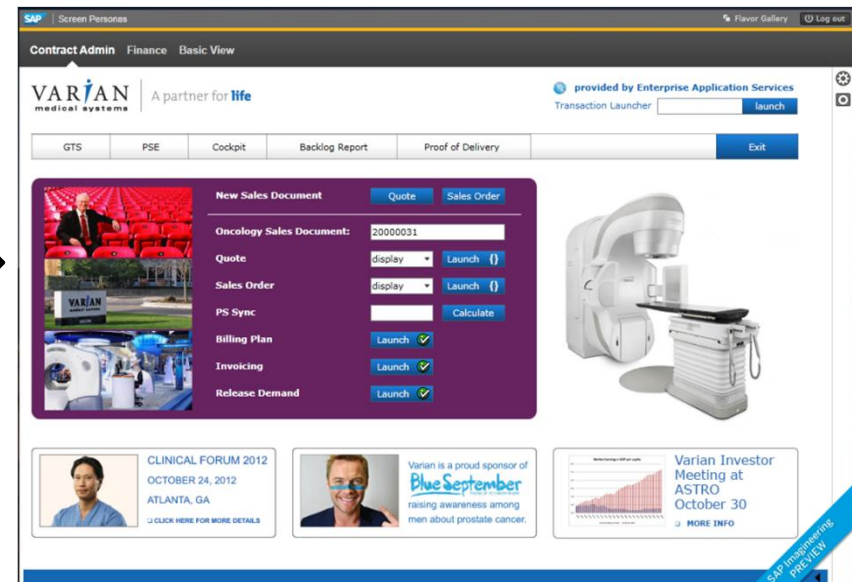 SAP Screen Personas
Flavor Gallery
Log out
Contract Admin Finance Basic View
VARIAN
medical systems
A partner for life
provided by Enterprise Application Services
Transaction Launcher launch
GTS PSE Cockpit Backlog Report Proof of Delivery Exit
New Sales Document Quote Sales Order
Oncology Sales Document: 20000031
Quote display Launch {}
Sales Order display Launch {}
PS Sync Calculate
Billing Plan Launch
Invoicing Launch
Release Demand Launch
VARIAN
CLINICAL FORUM 2012
OCTOBER 24, 2012
ATLANTA, GA
CLICK HERE FOR MORE DETAILS
Varian is a proud sponsor of
Blue September
raising awareness among
men about prostate cancer.
Varian Investor
Meeting at
ASTRO
October 30
MORE INFO
SAP Imagineering
PREVIEW